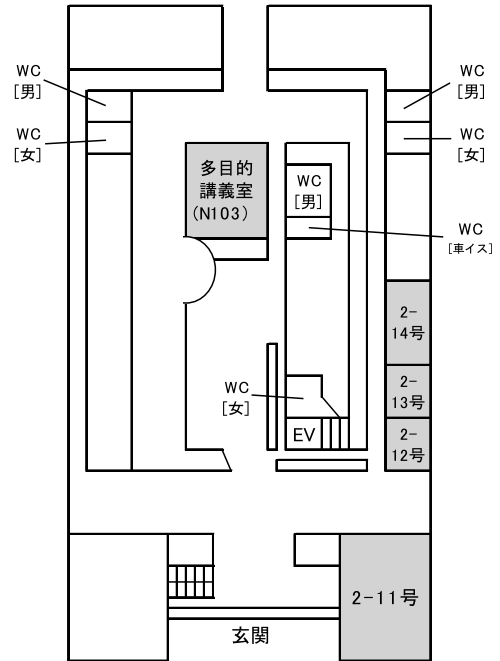 WC
[男]
WC
[女]
WC
[男]
WC
[女]
多目的
講義室
(N103)
WC
[男]
WC
[車イス]
2-
14号
2-
13号
2-
12号
WC
[女]
EV
2-11号
玄関